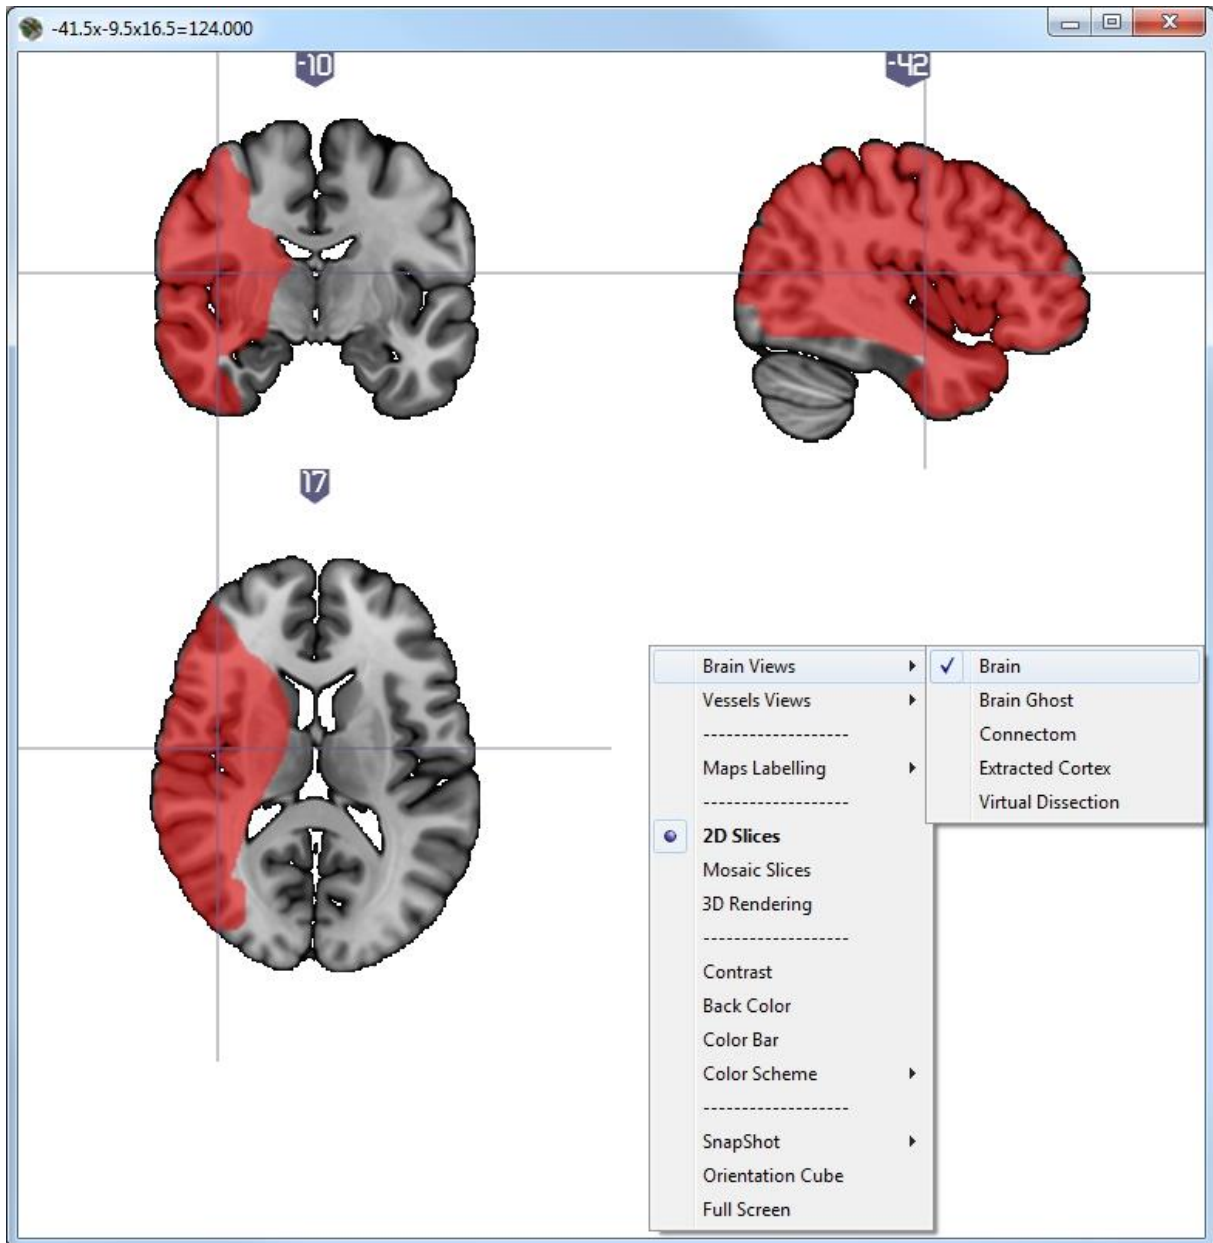 -41.5x-9.5x16.5=124.000
-10
-42
17
Brain Views
Vessels Views
-------------------
Maps Labelling
-------------------
2D Slices
Mosaic Slices
3D Rendering
-------------------
Contrast
Back Color
Color Bar
Color Scheme
-------------------
SnapShot
Orientation Cube
Full Screen
Brain
Brain Ghost
Connectom
Extracted Cortex
Virtual Dissection